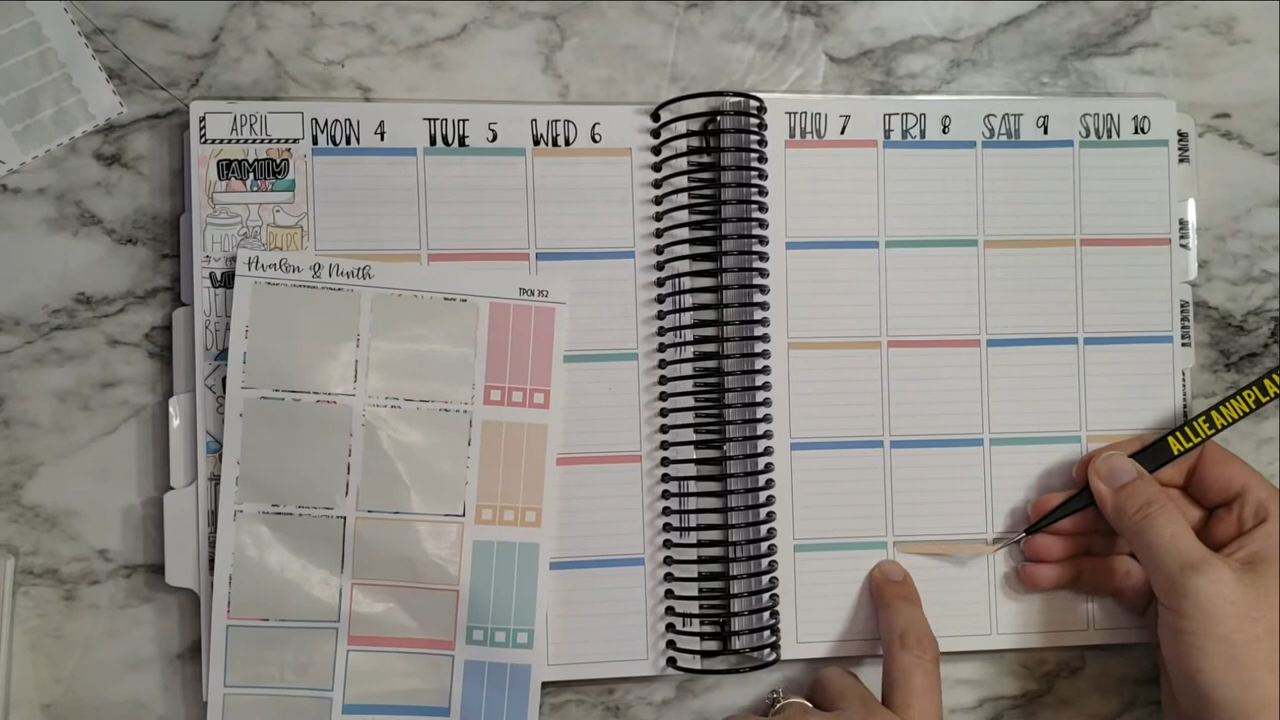 APRIL
MON 4
TUE 5
WED 6
THU 7
FRI 8
SAT 9
SUN 10
FAMILY
JUNE
JULY
AUGUST
Avalon & Ninth
TPCN 352
ALLIEANNPLA